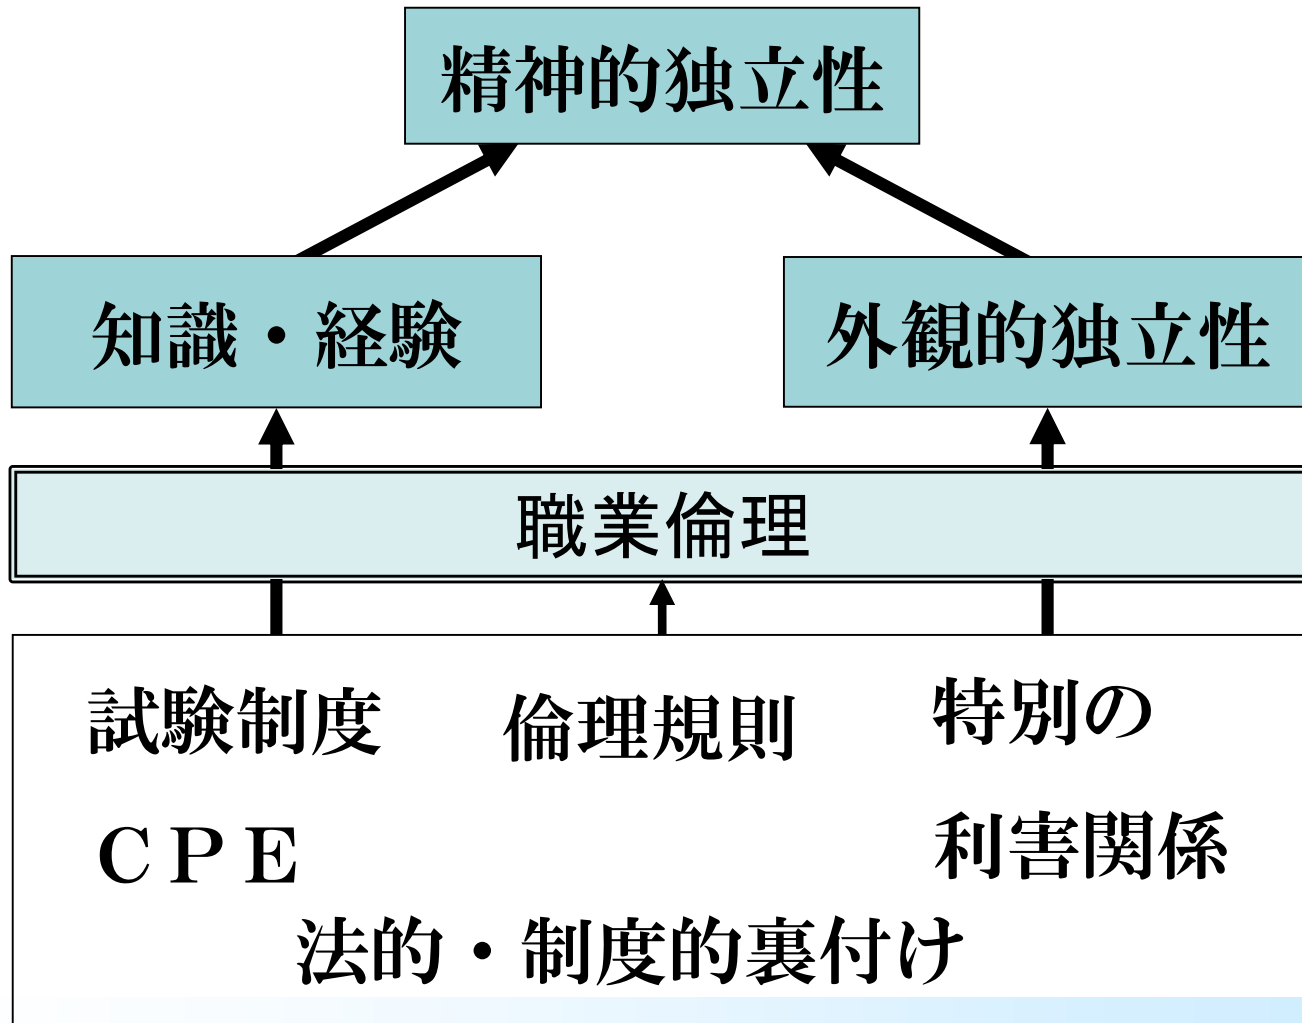 精神的独立性
知識・経験
外観的独立性
職業倫理
試験制度
倫理規則
特別の
ＣＰＥ
利害関係
法的・制度的裏付け